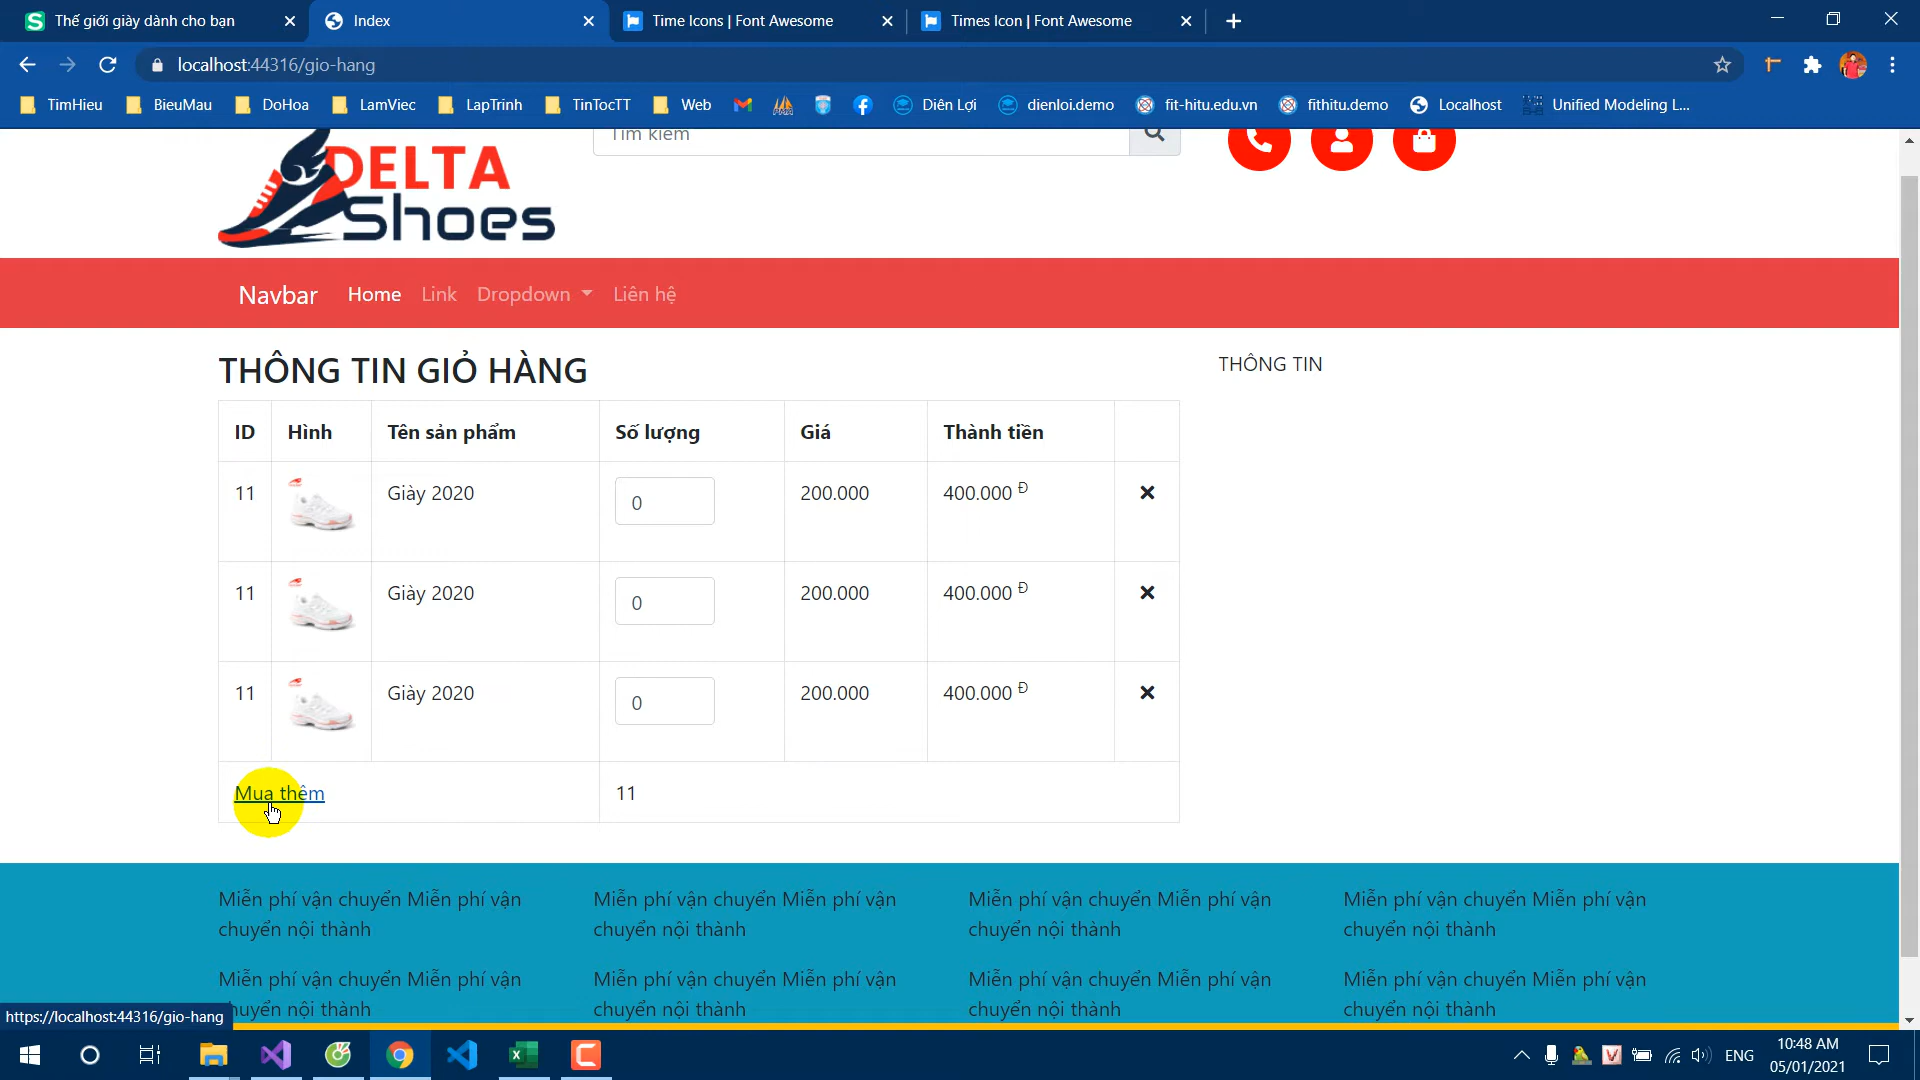 Thế giới giày dành cho bạn
Index
Time Icons | Font Awesome
Times Icon | Font Awesome
localhost:44316/gio-hang
TimHieu
BieuMau
DoHoa
LamViec
LapTrinh
TinTocTT
Web
Diên Lợi
dienloi.demo
fit-hitu.edu.vn
fithitu.demo
Localhost
Unified Modeling L...
Tìm kiếm
DELTA
Shoes
Navbar
Home
Link
Dropdown
Liên hệ
THÔNG TIN GIỎ HÀNG
THÔNG TIN
ID Hình Tên sản phẩm Số lượng Giá Thành tiền
11 Giày 2020 0 200.000 400.000 Đ
11 Giày 2020 0 200.000 400.000 Đ
11 Giày 2020 0 200.000 400.000 Đ
Mua thêm 11
Miễn phí vận chuyển Miễn phí vận
chuyển nội thành
Miễn phí vận chuyển Miễn phí vận
chuyển nội thành
Miễn phí vận chuyển Miễn phí vận
chuyển nội thành
Miễn phí vận chuyển Miễn phí vận
chuyển nội thành
Miễn phí vận chuyển Miễn phí vận
chuyển nội thành
Miễn phí vận chuyển Miễn phí vận
chuyển nội thành
Miễn phí vận chuyển Miễn phí vận
chuyển nội thành
Miễn phí vận chuyển Miễn phí vận
chuyển nội thành
https://localhost:44316/gio-hang
ENG
10:48 AM
05/01/2021